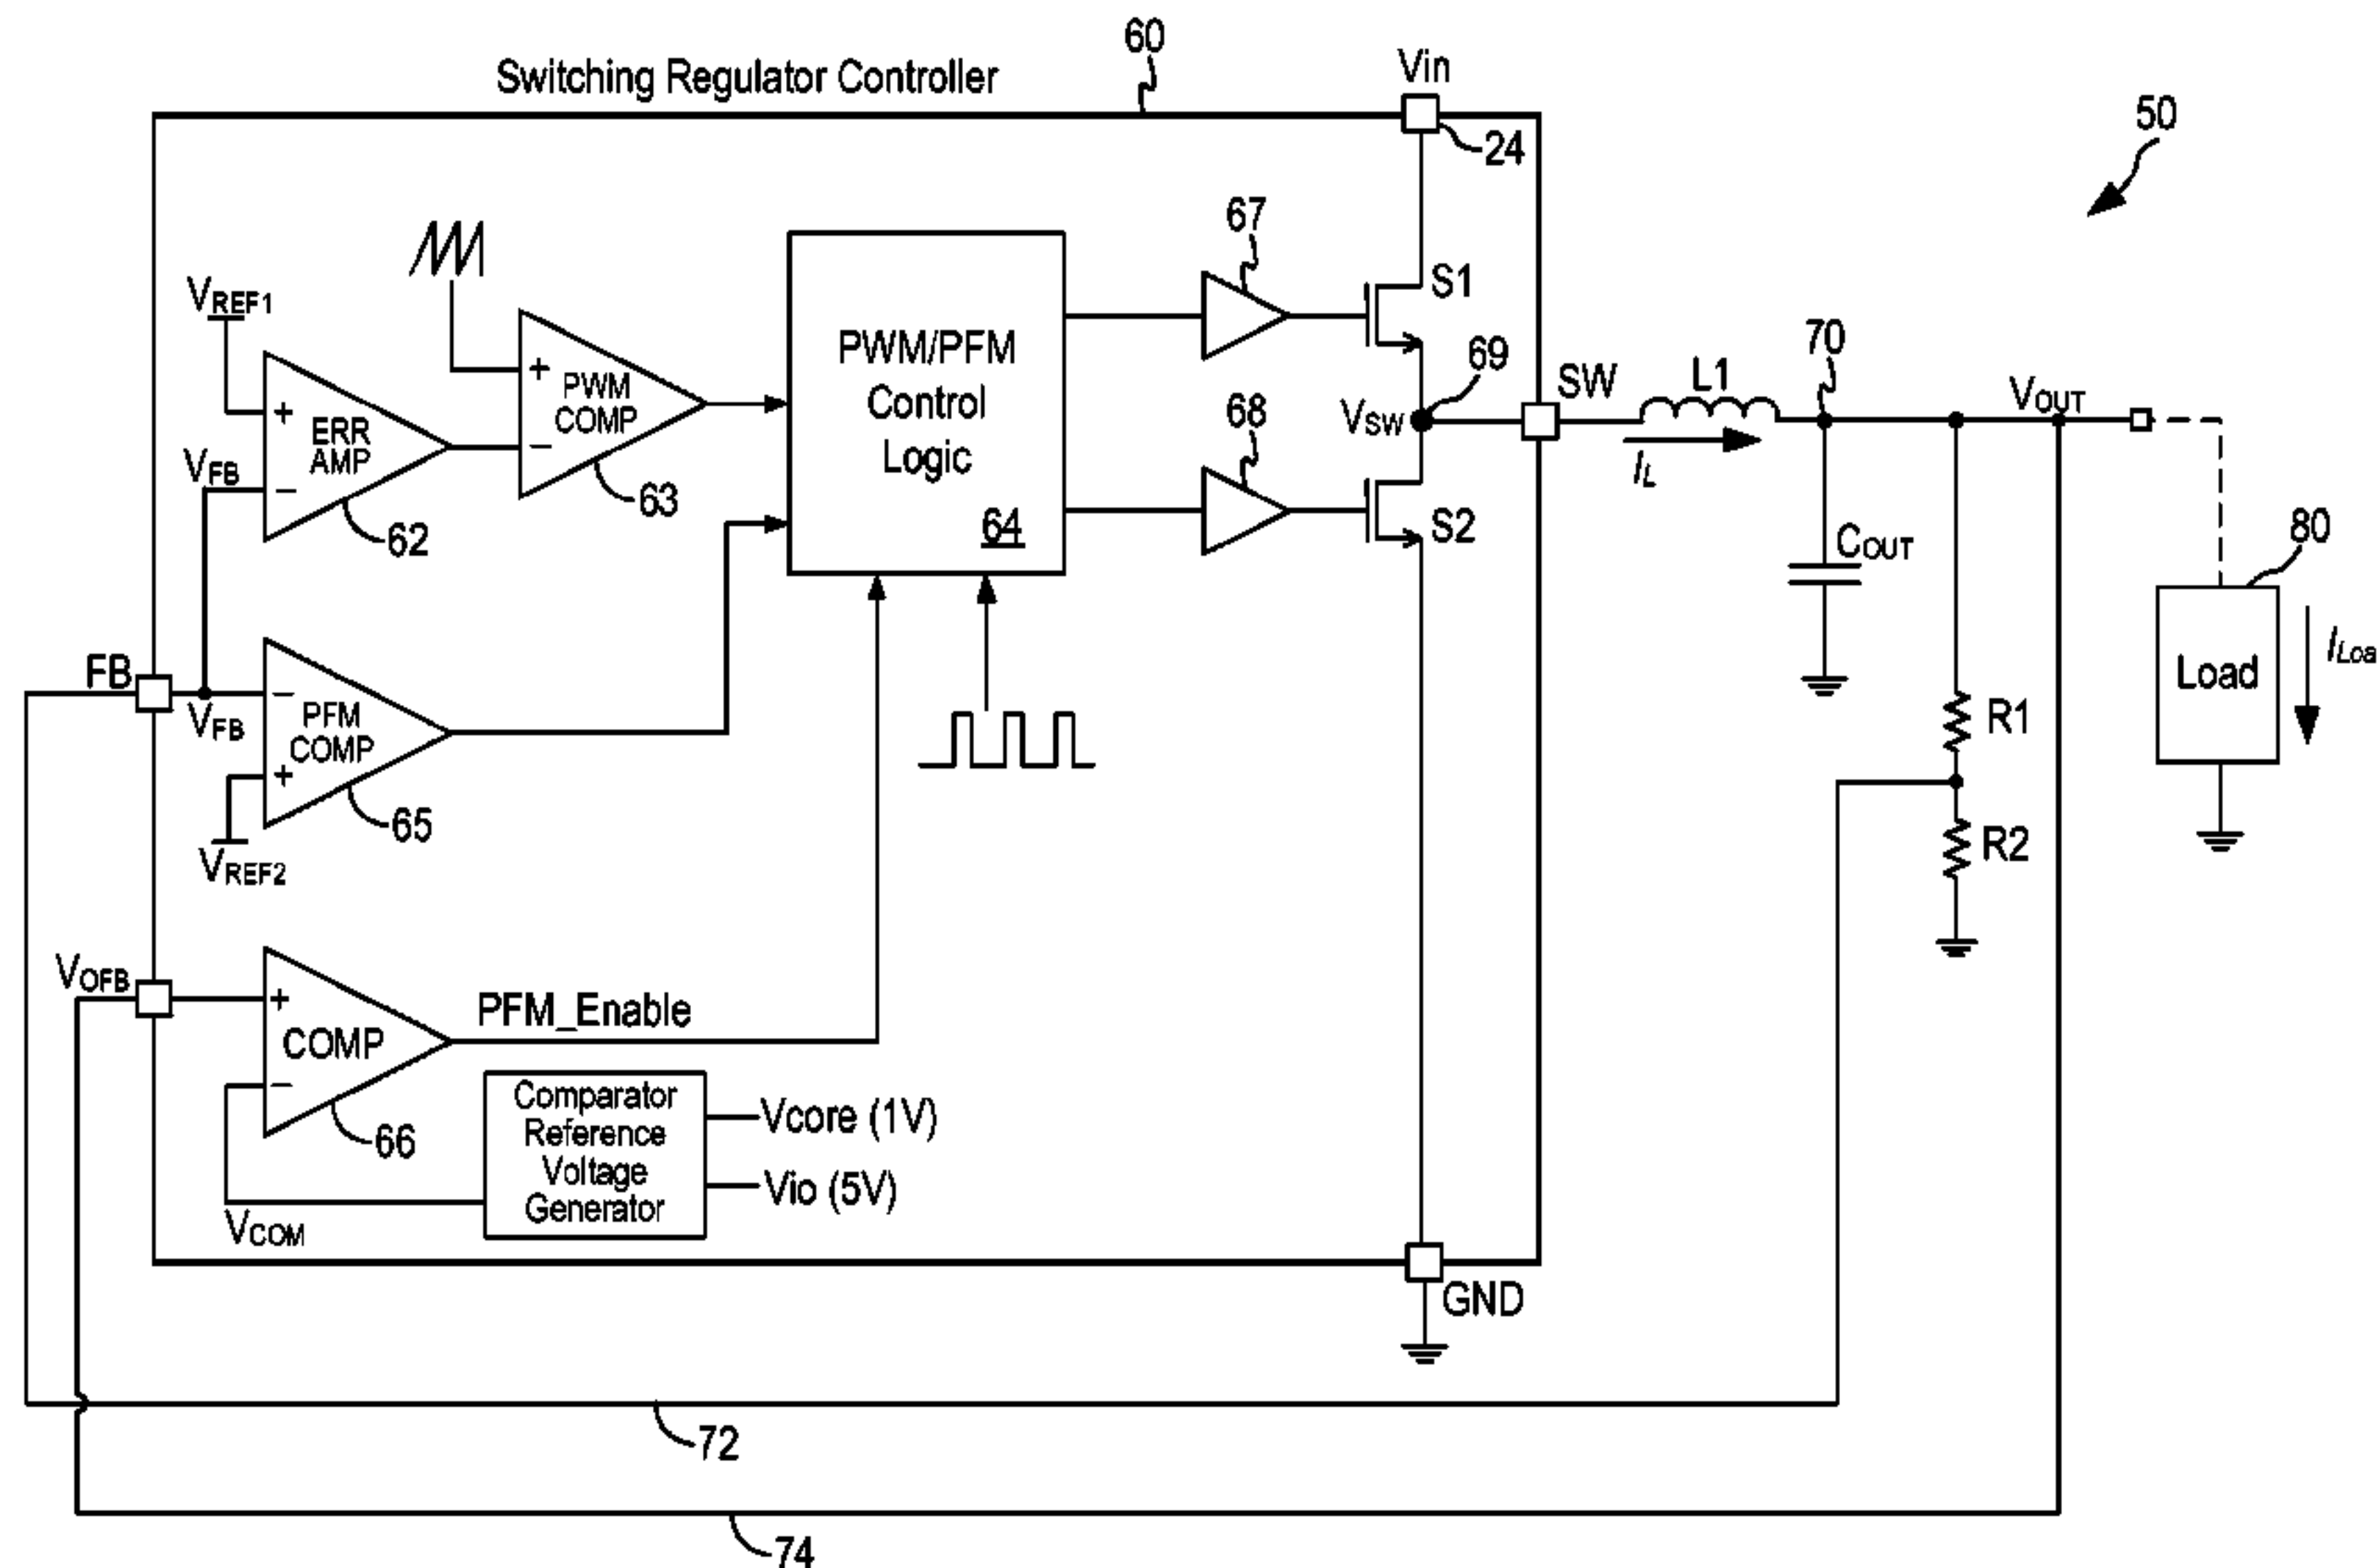 60
Vin
Switching Regulator Controller
50
24
67
VREF1
S1
PWM/PFM
Control
Logic
64
+
PWM
COMP
−
63
69
SW
L1
70
VOUT
+
ERR
AMP
−
62
VFB
68
VSW
IL
S2
COUT
80
FB
VFB
−
PFM
COMP
+
65
VREF2
Load
ILoa
R1
R2
VOFB
+
COMP
−
66
PFM_Enable
Comparator
Reference
Voltage
Generator
Vcore (1V)
Vio (5V)
VCOM
GND
72
74